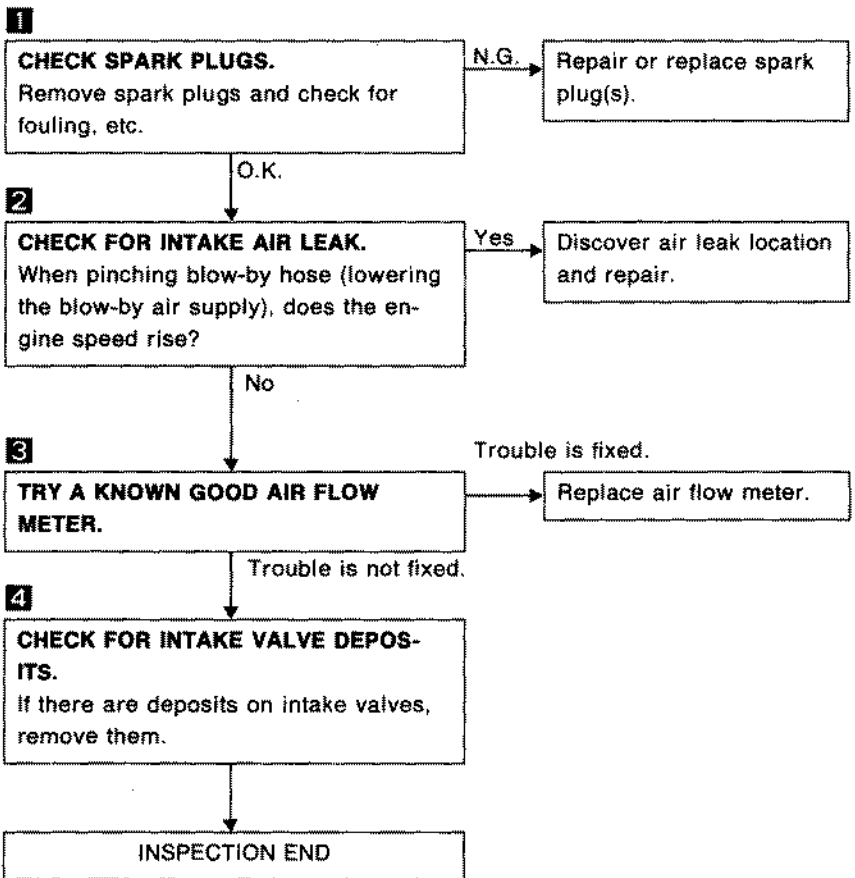 1
CHECK SPARK PLUGS.
Remove spark plugs and check for
fouling, etc.
N.G.
Repair or replace spark
plug(s).
O.K.
2
CHECK FOR INTAKE AIR LEAK.
When pinching blow-by hose (lowering
the blow-by air supply), does the en-
gine speed rise?
Yes
Discover air leak location
and repair.
No
3
TRY A KNOWN GOOD AIR FLOW
METER.
Trouble is fixed.
Replace air flow meter.
Trouble is not fixed.
4
CHECK FOR INTAKE VALVE DEPOS-
ITS.
If there are deposits on intake valves,
remove them.
INSPECTION END